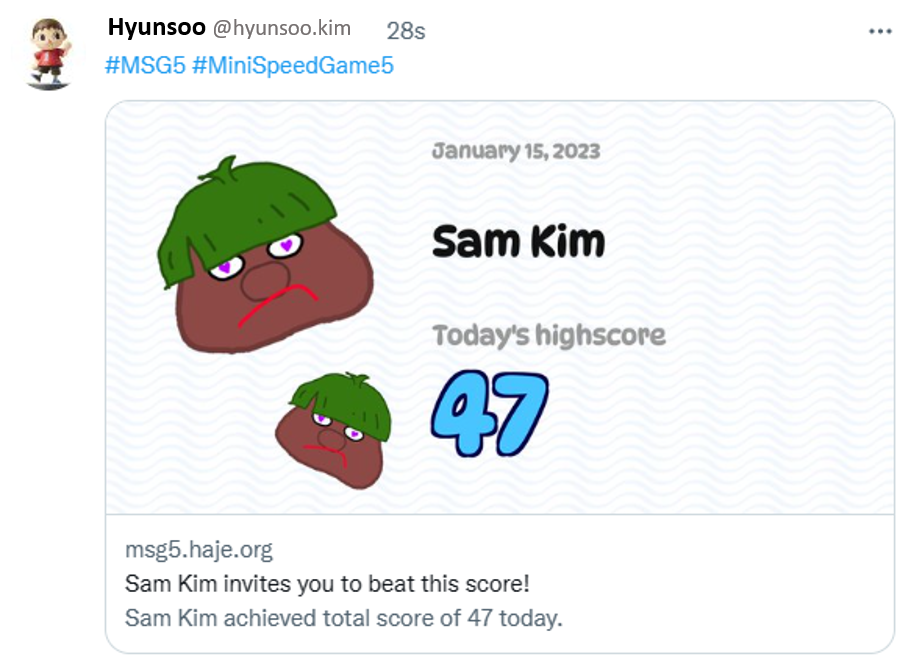 Hyunsoo @hyunsoo.kim 28s
#MSG5 #MiniSpeedGame5
January 15, 2023
Sam Kim
Today's highscore
47
msg5.haje.org
Sam Kim invites you to beat this score!
Sam Kim achieved total score of 47 today.